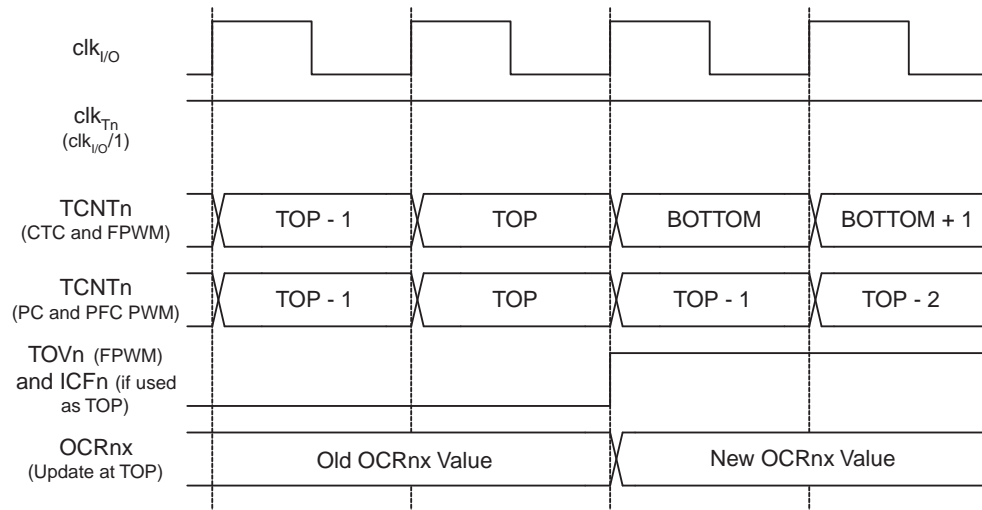 clkI/O
clkTn
(clkI/O/1)
TCNTn
(CTC and FPWM)
TOP - 1
TOP
BOTTOM
BOTTOM + 1
TCNTn
(PC and PFC PWM)
TOP - 1
TOP
TOP - 1
TOP - 2
TOVn (FPWM)
and ICFn (if used
as TOP)
OCRnx
(Update at TOP)
Old OCRnx Value
New OCRnx Value